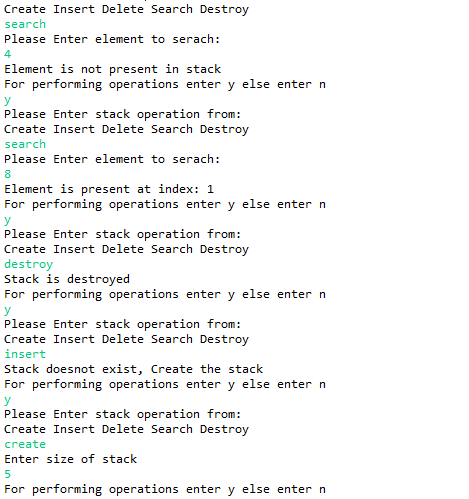 Create Insert Delete Search Destroy
search
Please Enter element to serach:
4
Element is not present in stack
For performing operations enter y else enter n
y
Please Enter stack operation from:
Create Insert Delete Search Destroy
search
Please Enter element to serach:
8
Element is present at index: 1
For performing operations enter y else enter n
y
Please Enter stack operation from:
Create Insert Delete Search Destroy
destroy
Stack is destroyed
For performing operations enter y else enter n
y
Please Enter stack operation from:
Create Insert Delete Search Destroy
insert
Stack doesnot exist, Create the stack
For performing operations enter y else enter n
y
Please Enter stack operation from:
Create Insert Delete Search Destroy
create
Enter size of stack
5
For performing operations enter y else enter n